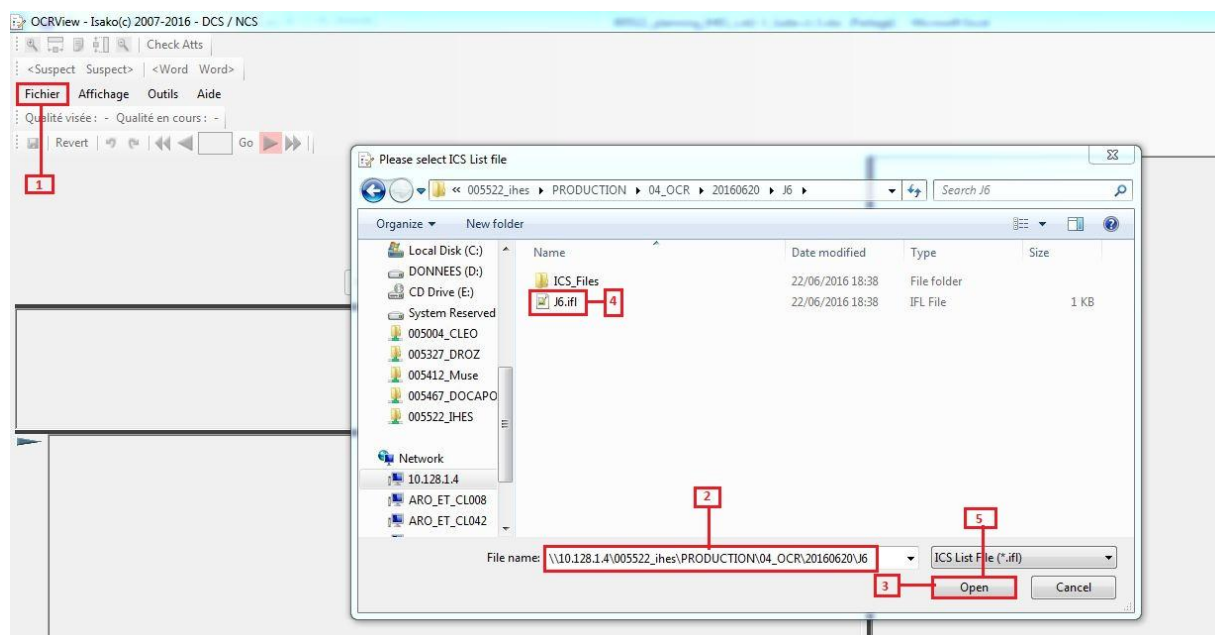 OCRView - Isako(c) 2007-2016 - DCS / NCS
Check Atts
<Suspect Suspect> <Word Word>
Fichier Affichage Outils Aide
Qualité visée : - Qualité en cours : -
Revert Go
1
Please select ICS List file
« 005522_ihes PRODUCTION 04_OCR 20160620 J6 Search J6
Organize New folder
Local Disk (C:) Name Date modified Type Size
DONNEES (D:)
ICS_Files 22/06/2016 18:38 File folder
CD Drive (E:)
J6.ifl 4 22/06/2016 18:38 IFL File 1 KB
System Reserved
005004_CLEO
005327_DROZ
005412_Muse
005467_DOCAPO
005522_IHES
Network
10.128.1.4
ARO_ET_CL008
2
ARO_ET_CL042
5
File name: \\10.128.1.4\005522_ihes\PRODUCTION\04_OCR\20160620\J6 ICS List File (*.ifl)
3 Open Cancel